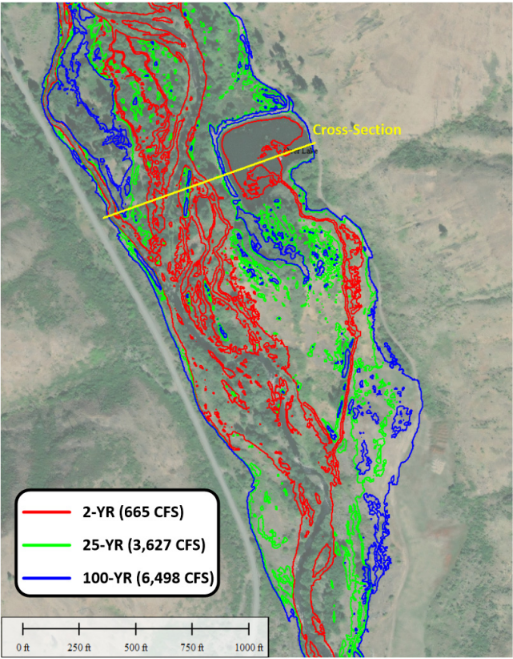 Cross-Section
2-YR (665 CFS)
25-YR (3,627 CFS)
100-YR (6,498 CFS)
0 ft
250 ft
500 ft
750 ft
1000 ft